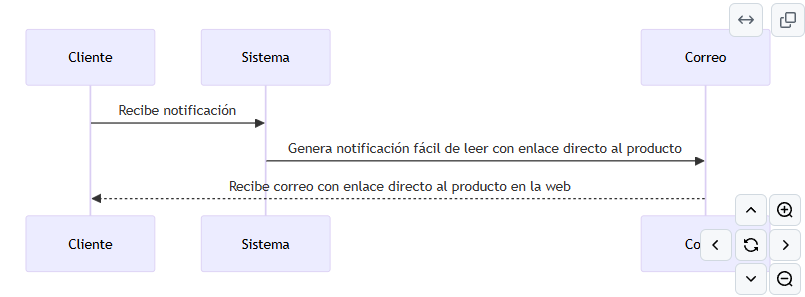 Cliente
Sistema
Correo
Recibe notificación
Genera notificación fácil de leer con enlace directo al producto
Recibe correo con enlace directo al producto en la web
Cliente
Sistema